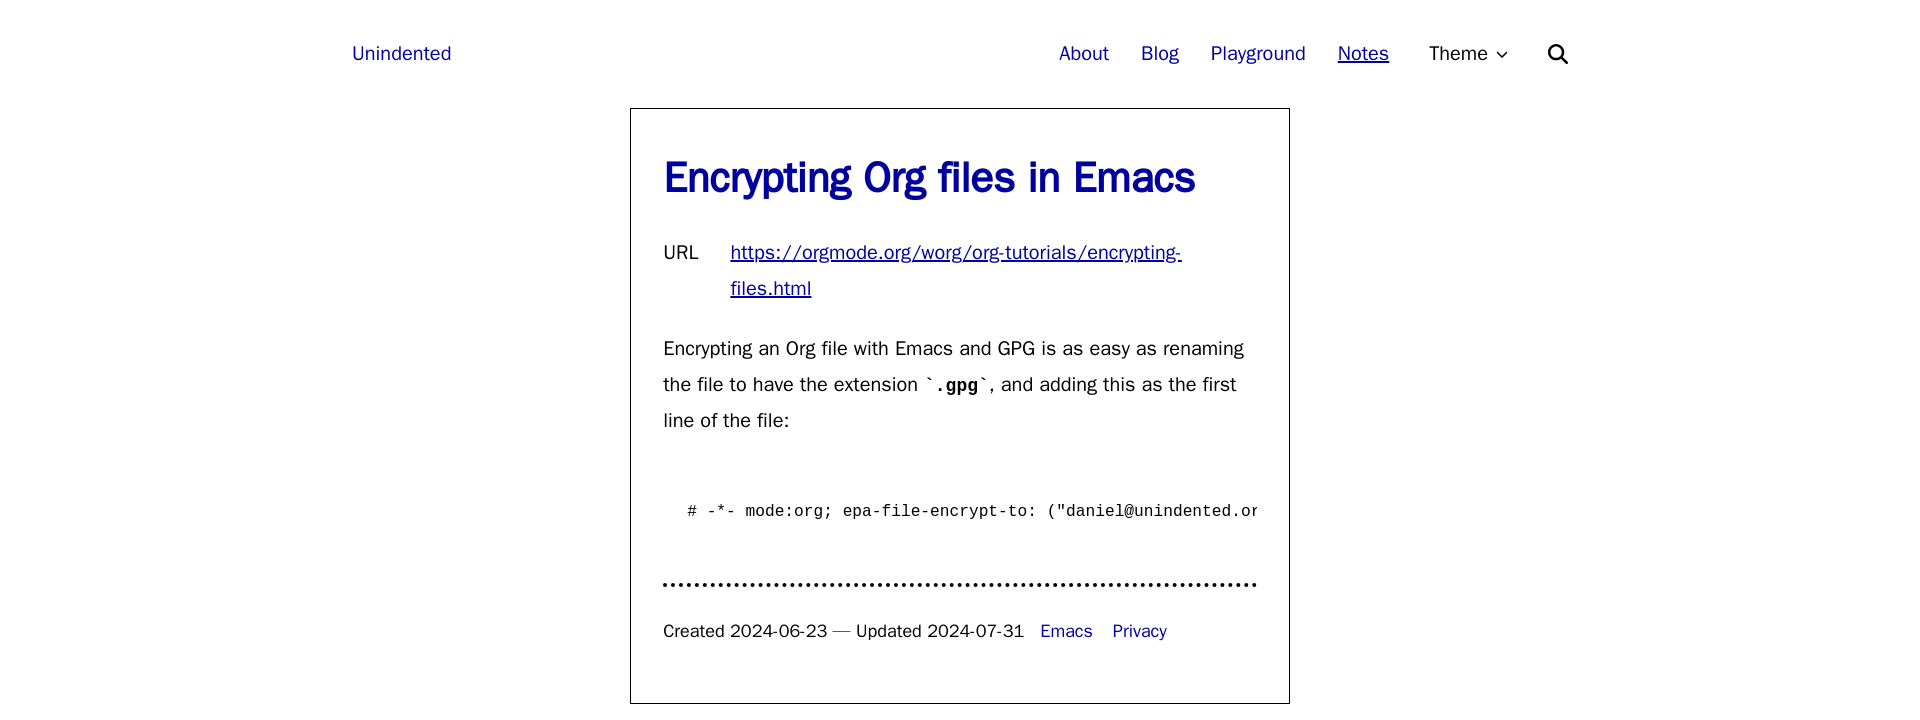 Unindented About Blog Playground Notes Theme
Encrypting Org files in Emacs
URL https://orgmode.org/worg/org-tutorials/encrypting-
files.html
Encrypting an Org file with Emacs and GPG is as easy as renaming
the file to have the extension `.gpg`, and adding this as the first
line of the file:
# -*- mode:org; epa-file-encrypt-to: ("daniel@unindented.or
Created 2024-06-23 — Updated 2024-07-31 Emacs Privacy